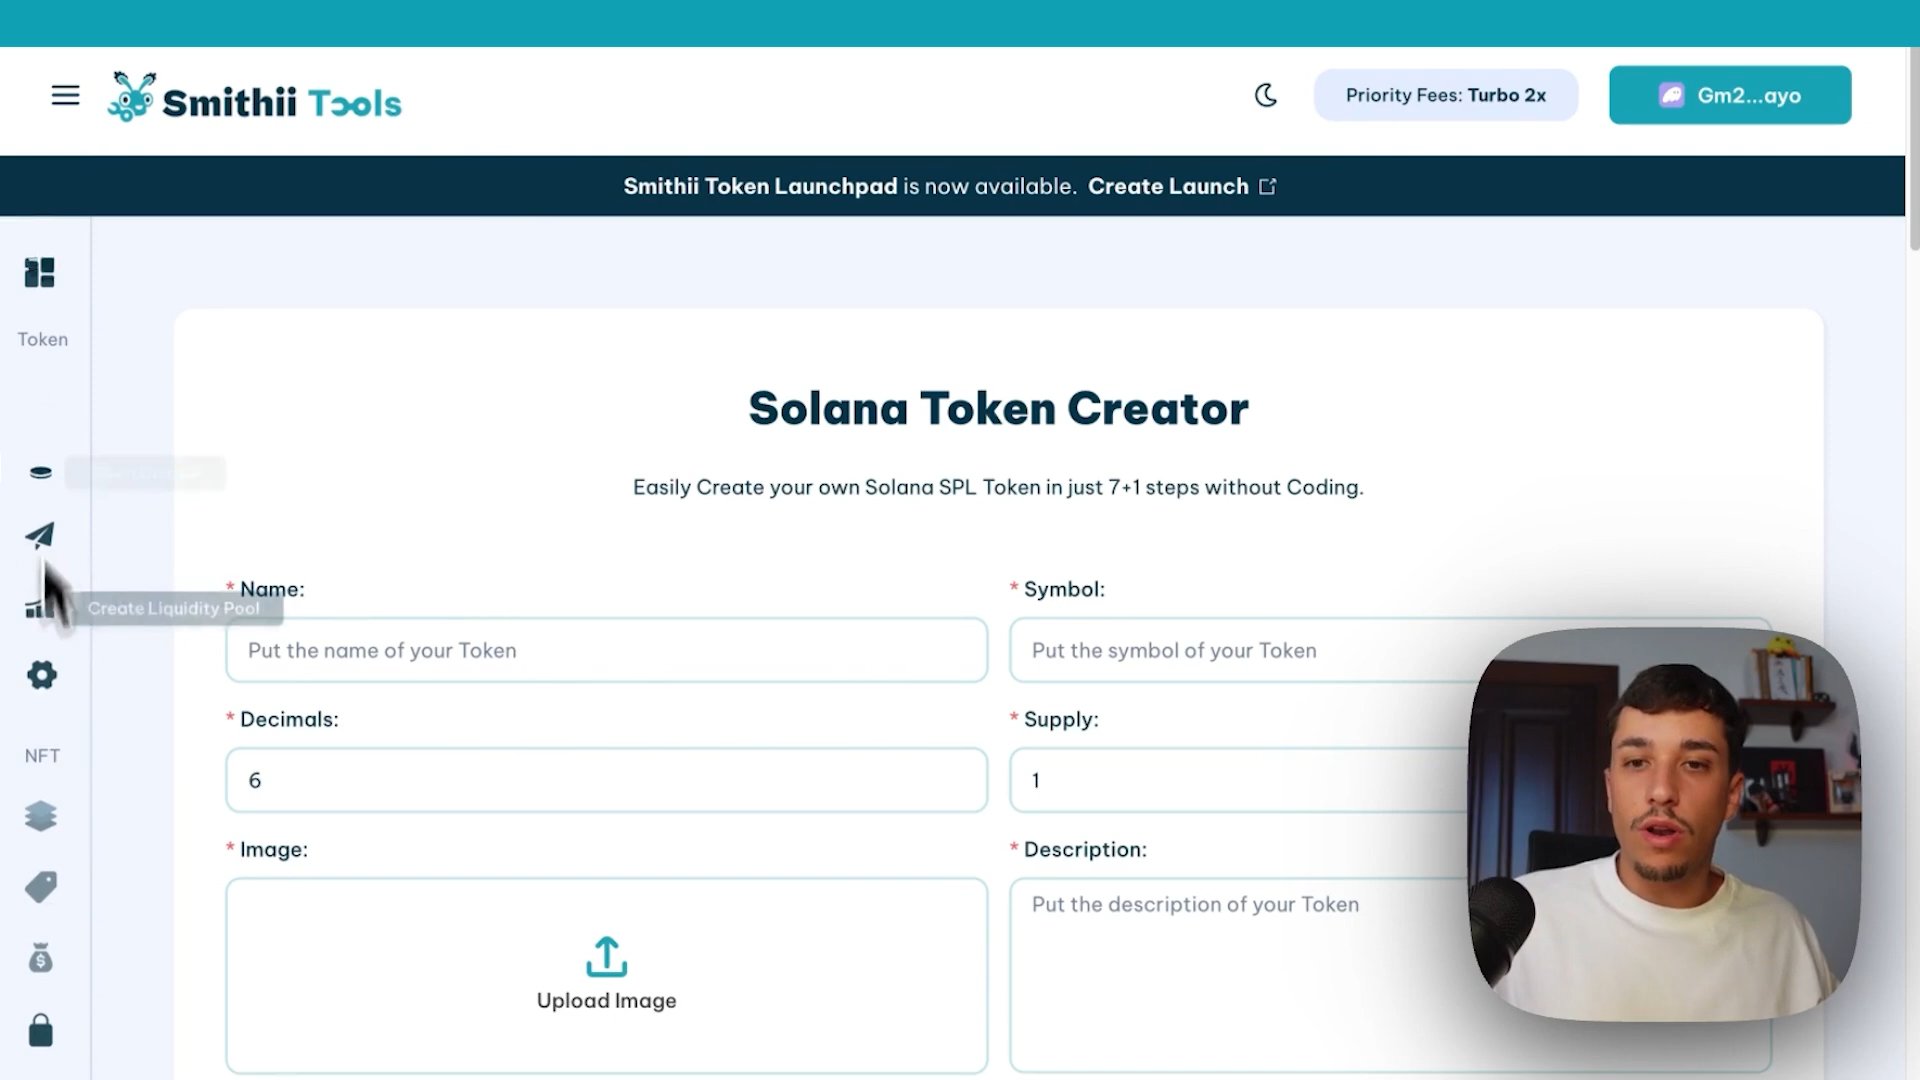 Smithii Tools
Priority Fees: Turbo 2x
Gm2...ayo
Smithii Token Launchpad is now available. Create Launch
Token
Solana Token Creator
Easily Create your own Solana SPL Token in just 7+1 steps without Coding.
* Name:
* Symbol:
Create Liquidity Pool
Put the name of your Token
Put the symbol of your Token
* Decimals:
* Supply:
6
1
NFT
* Image:
* Description:
Put the description of your Token
Upload Image